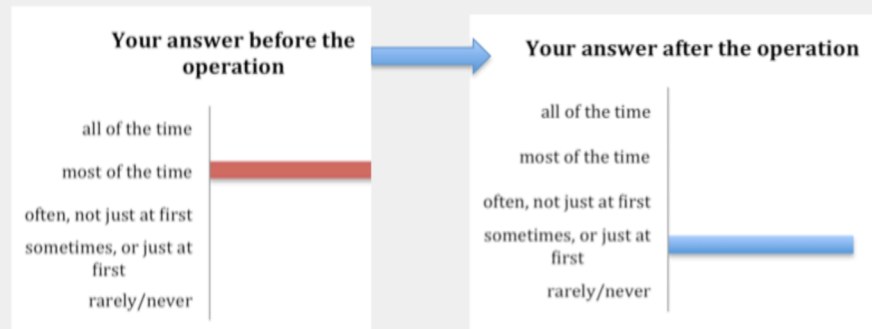 Your answer before the
operation
all of the time
most of the time
often, not just at first
sometimes, or just at
first
rarely/never
Your answer after the operation
all of the time
most of the time
often, not just at first
sometimes, or just at
first
rarely/never